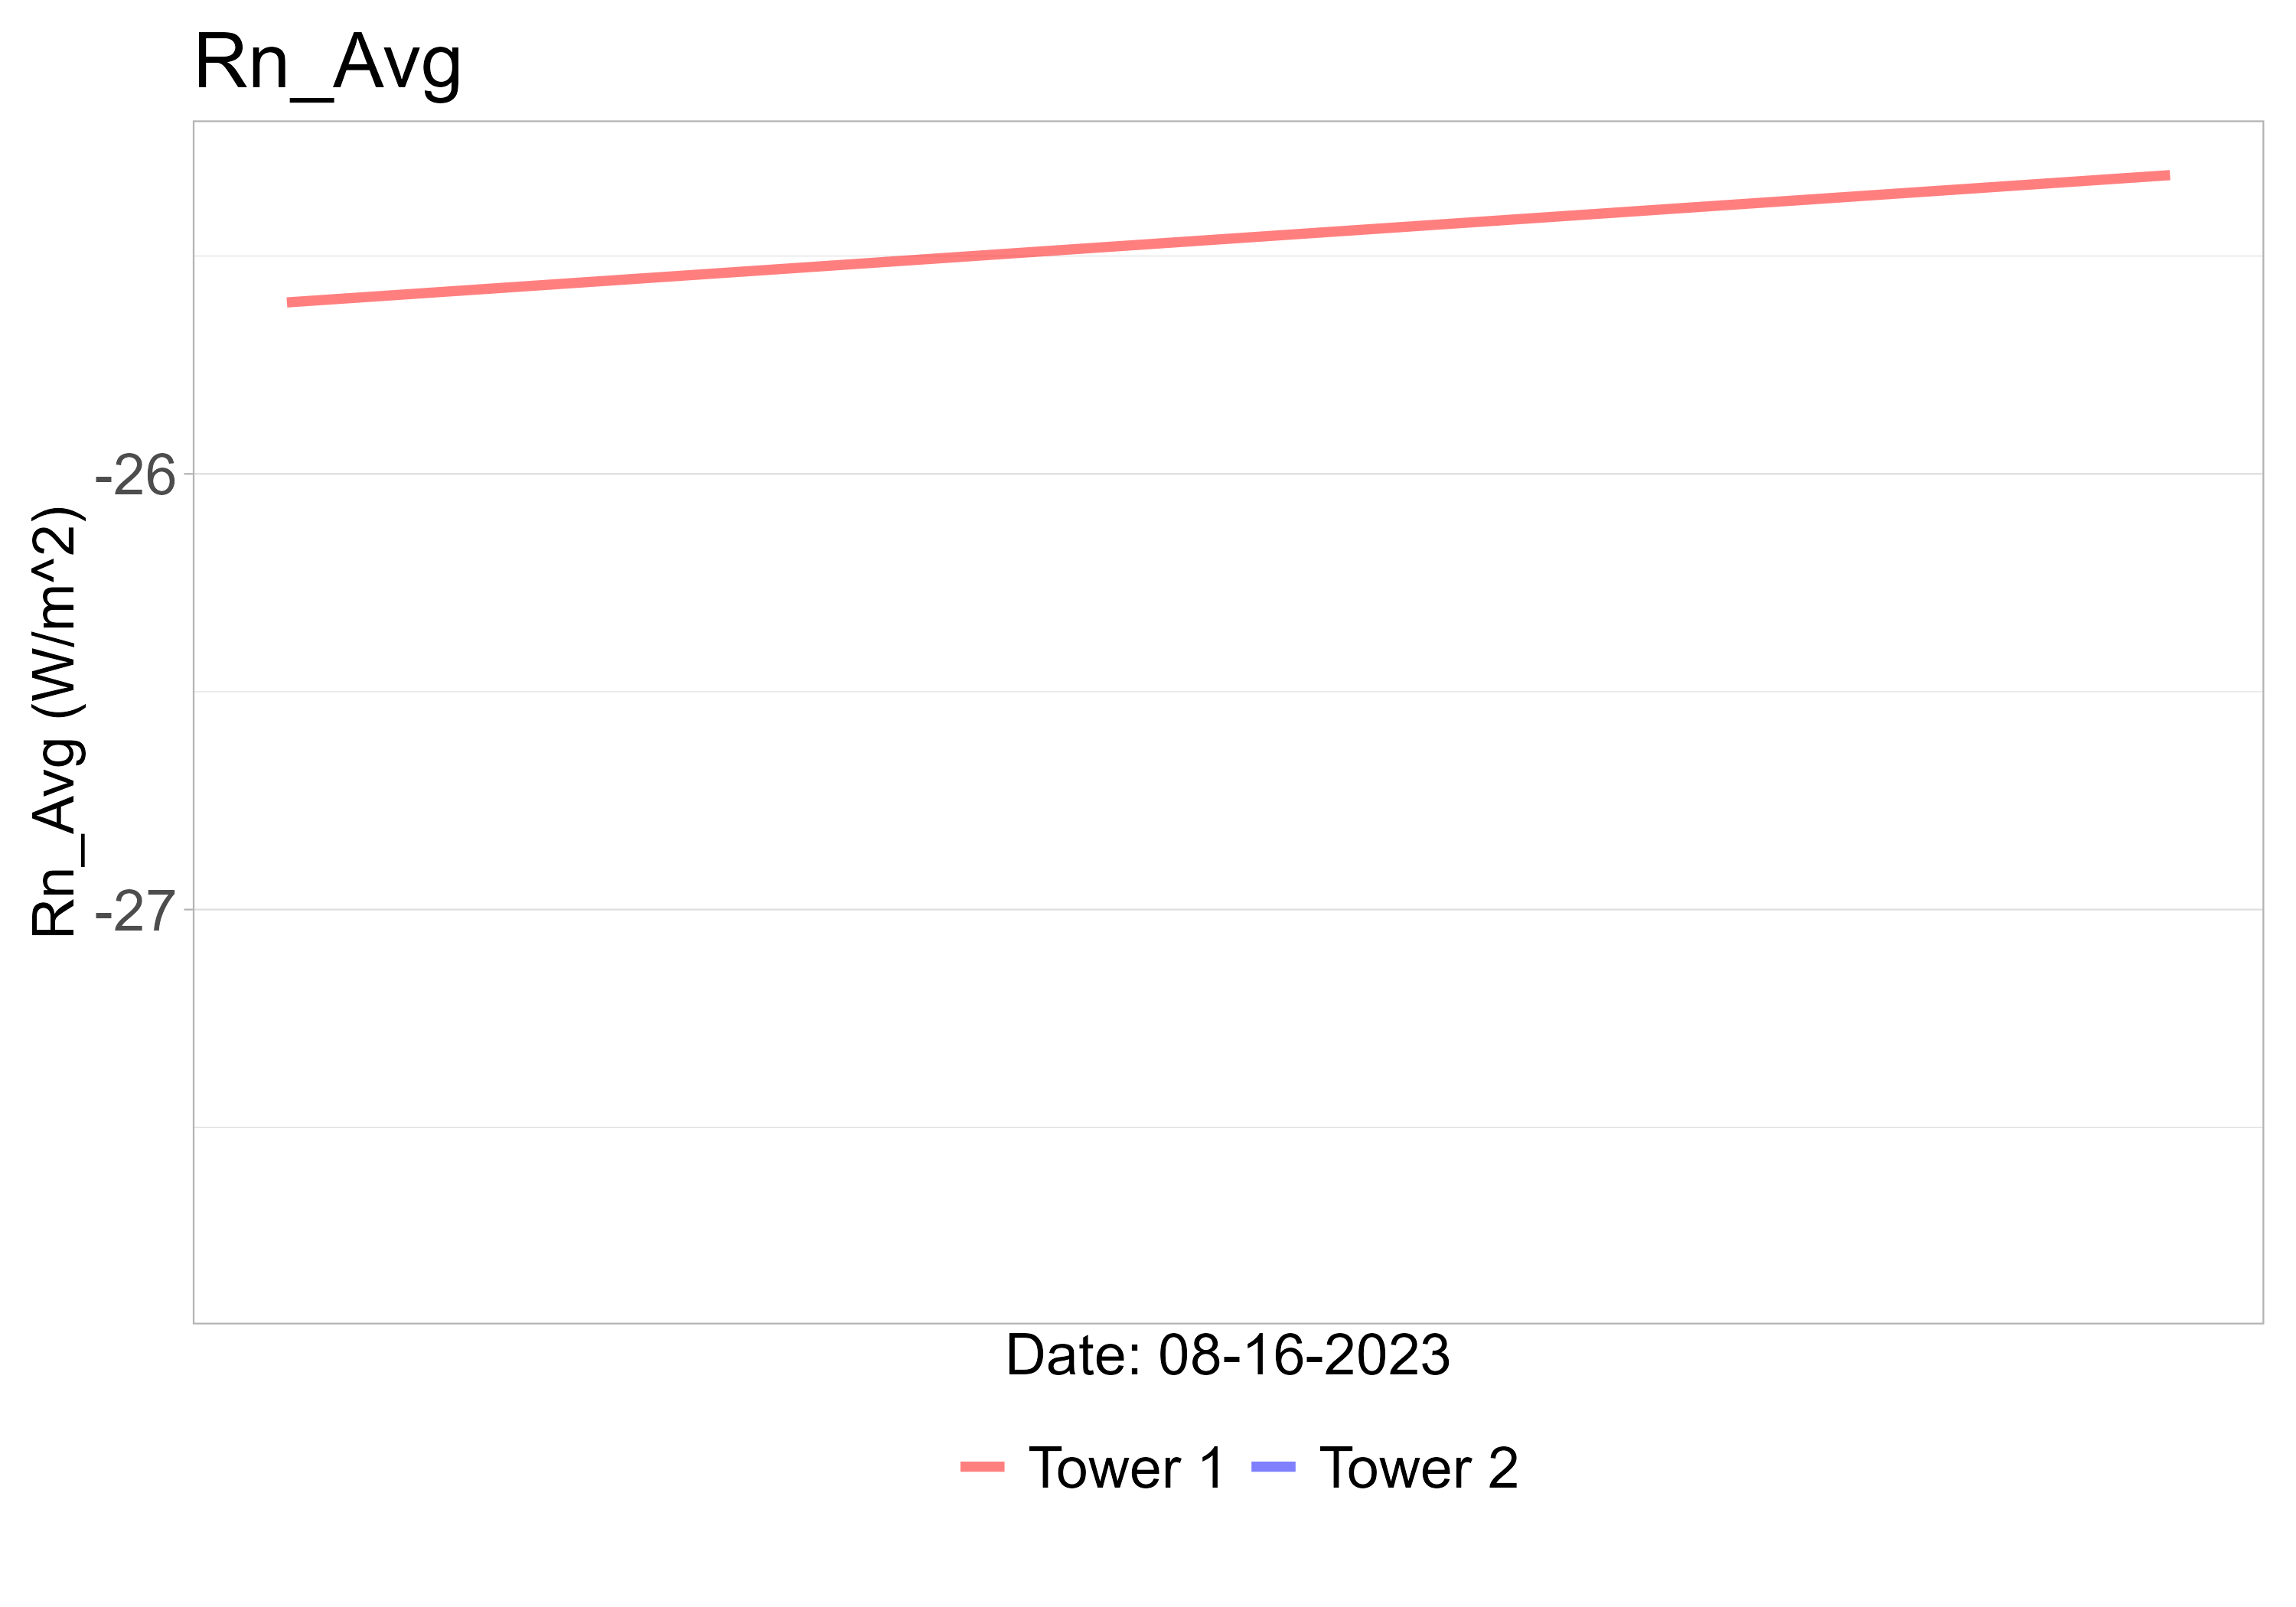 Rn_Avg
Rn_Avg (W/m^2)
-26
-27
Date: 08-16-2023
Tower 1 Tower 2